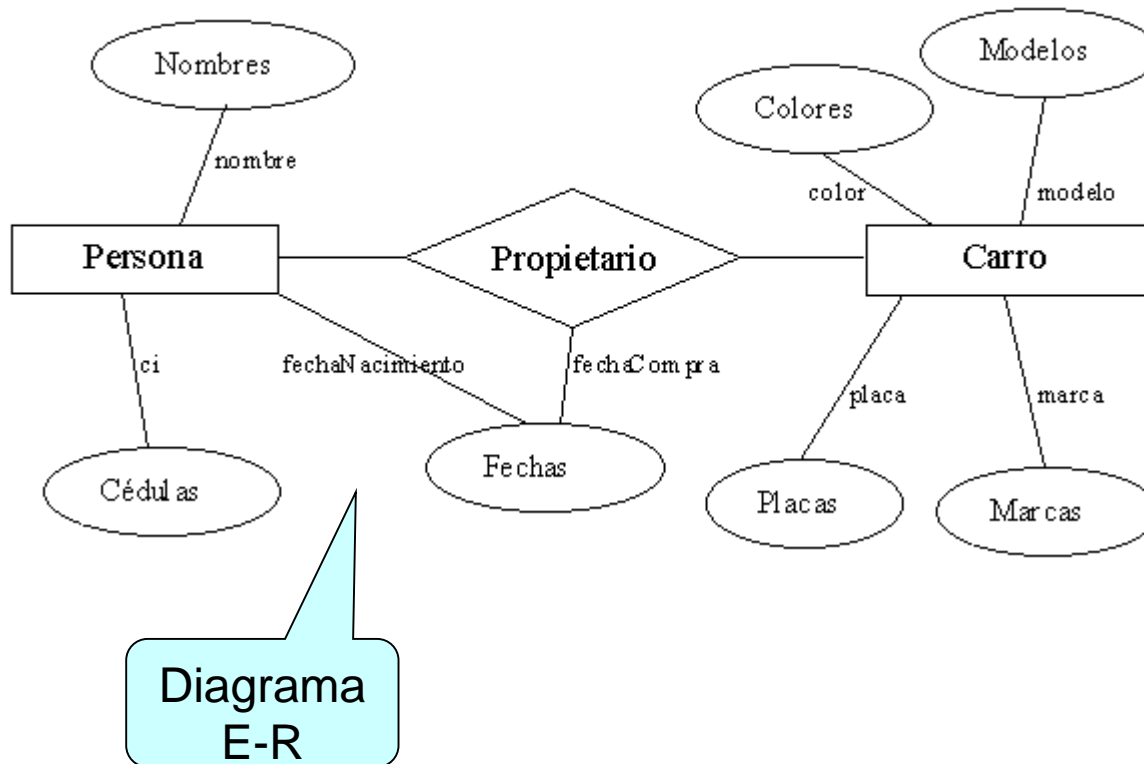 Nombres
Modelos
Colores
nombre
color
modelo
Persona
Propietario
Carro
ci
fechaNacimiento
fechaCompra
placa
marca
Cédulas
Fechas
Placas
Marcas
Diagrama
E-R